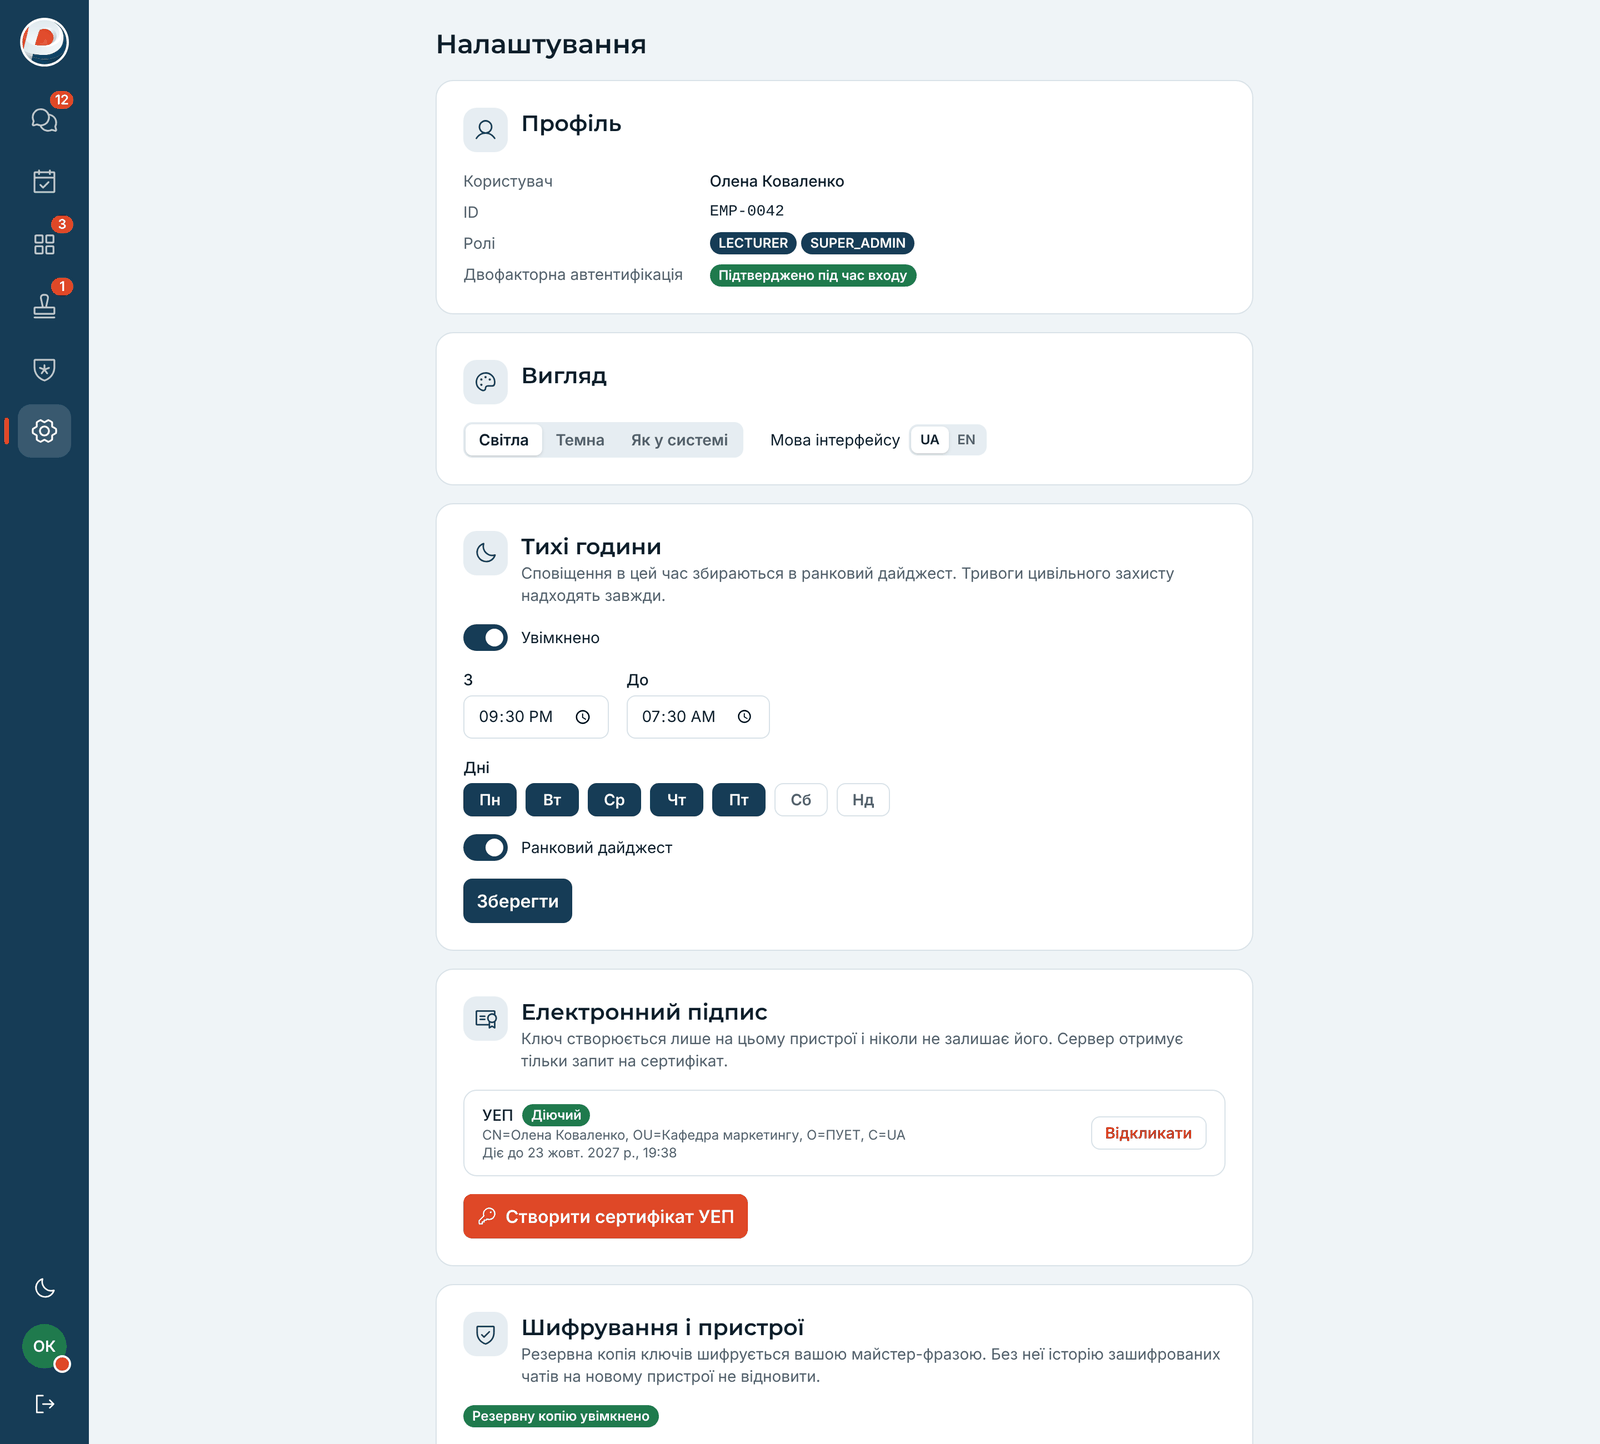 Налаштування
12
3
1
Профіль
Користувач Олена Коваленко
ID EMP-0042
Ролі LECTURER SUPER_ADMIN
Двофакторна автентифікація Підтверджено під час входу
Вигляд
Світла Темна Як у системі Мова інтерфейсу UA EN
Тихі години
Сповіщення в цей час збираються в ранковий дайджест. Тривоги цивільного захисту
надходять завжди.
Увімкнено
З До
09:30 PM 07:30 AM
Дні
Пн Вт Ср Чт Пт Сб Нд
Ранковий дайджест
Зберегти
Електронний підпис
Ключ створюється лише на цьому пристрої і ніколи не залишає його. Сервер отримує
тільки запит на сертифікат.
УЕП Діючий
CN=Олена Коваленко, OU=Кафедра маркетингу, O=ПУЕТ, C=UA
Діє до 23 жовт. 2027 р., 19:38
Відкликати
Створити сертифікат УЕП
Шифрування і пристрої
Резервна копія ключів шифрується вашою майстер-фразою. Без неї історію зашифрованих
чатів на новому пристрої не відновити.
Резервну копію увімкнено
ОК